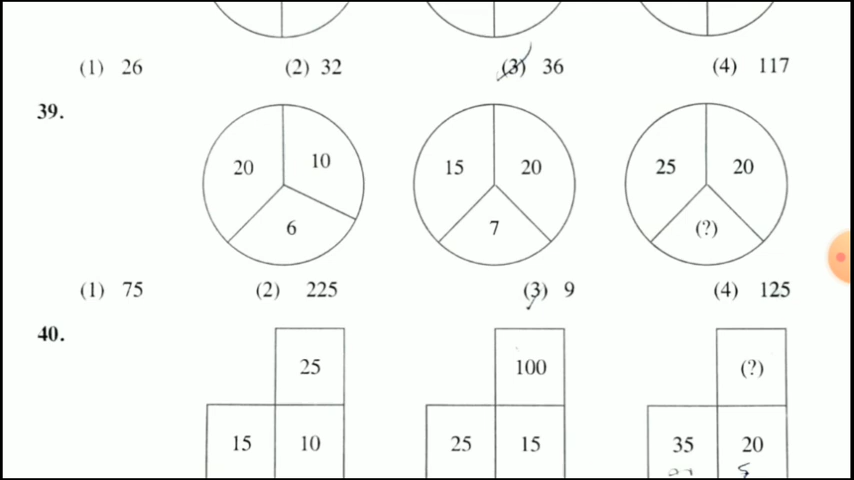 (1) 26 (2) 32 (3) 36 (4) 117
39.
20 10 6 15 20 7 25 20 (?)
(1) 75 (2) 225 (3) 9 (4) 125
40.
25 100 (?)
15 10 25 15 35 20